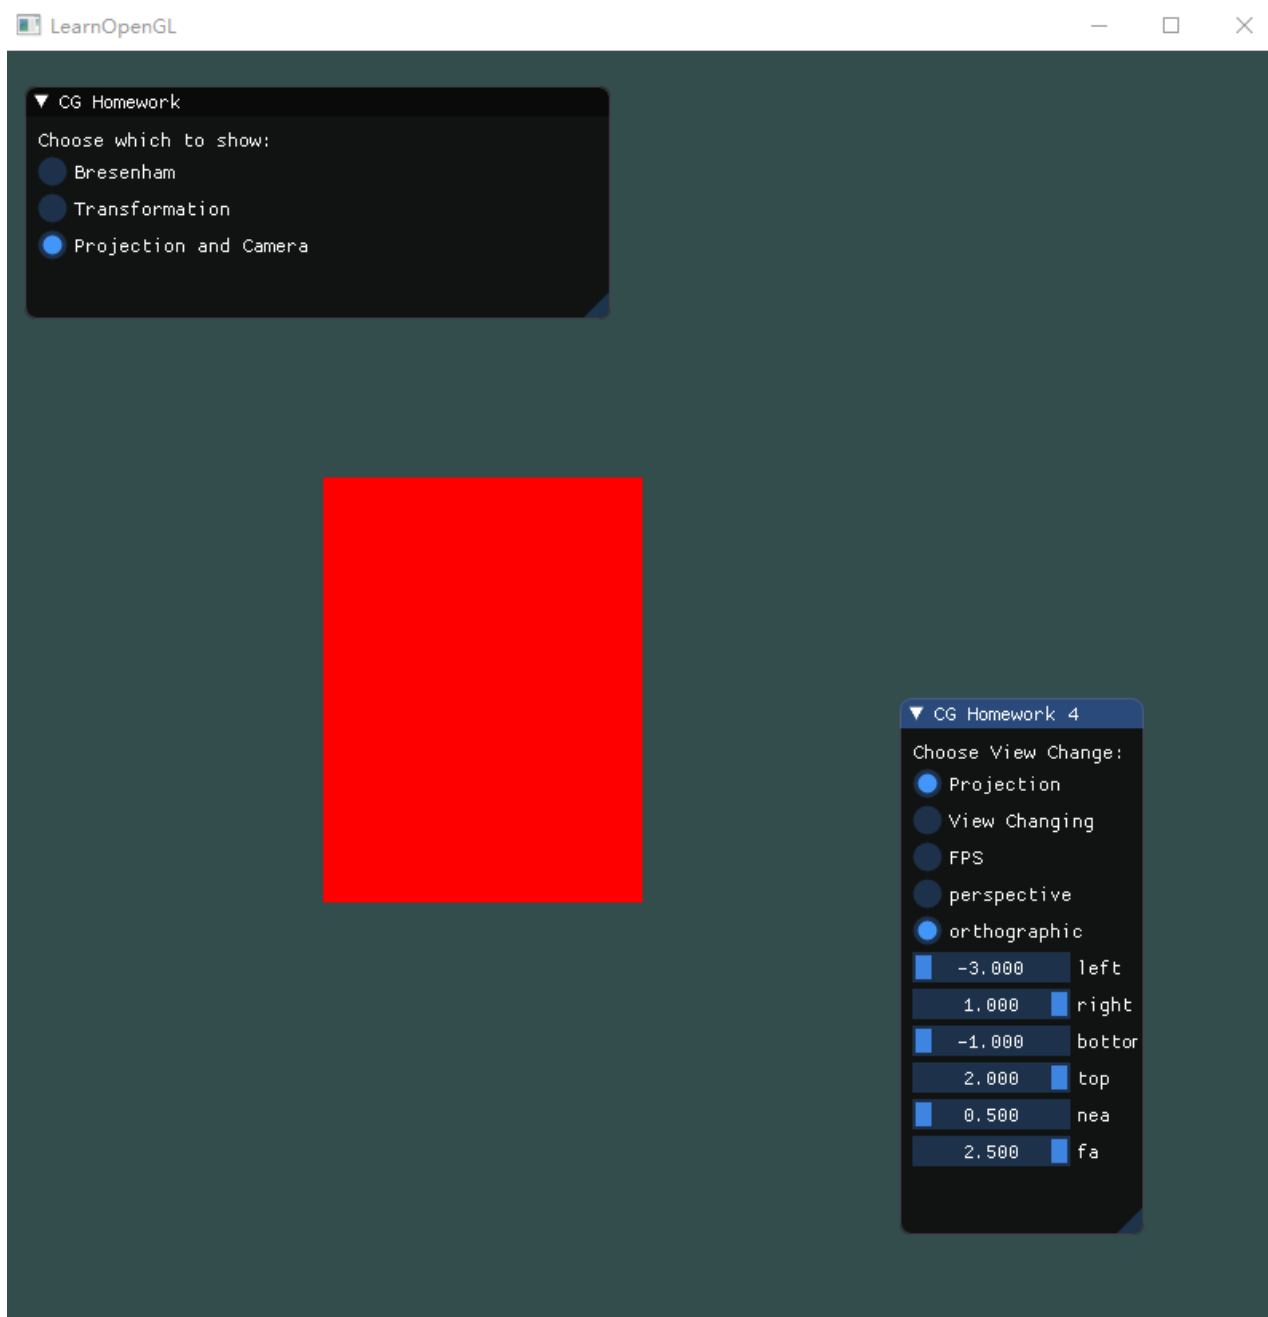 LearnOpenGL
CG Homework
Choose which to show:
Bresenham
Transformation
Projection and Camera
CG Homework 4
Choose View Change:
Projection
View Changing
FPS
perspective
orthographic
-3.000 left
1.000 right
-1.000 bottom
2.000 top
0.500 nea
2.500 fa